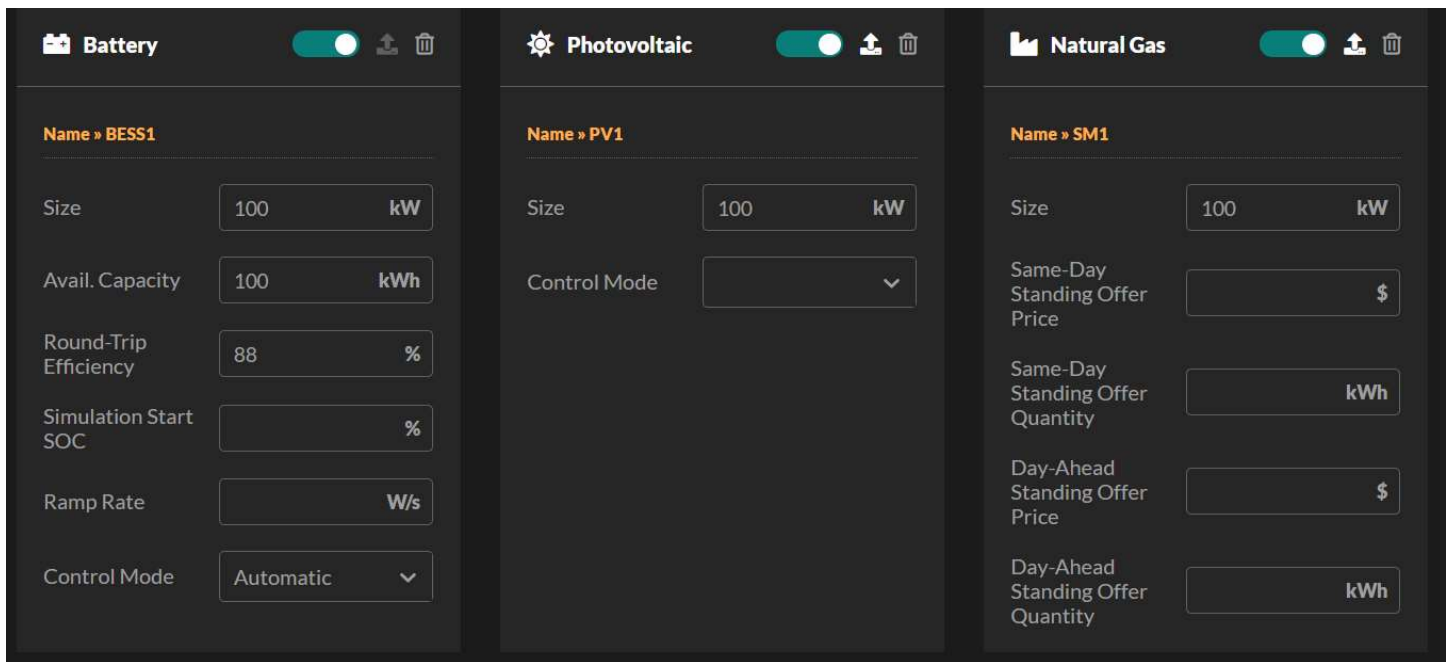 Battery
Name » BESS1
Size 100 kW
Avail. Capacity 100 kWh
Round-Trip
Efficiency 88 %
Simulation Start
SOC %
Ramp Rate W/s
Control Mode Automatic
Photovoltaic
Name » PV1
Size 100 kW
Control Mode
Natural Gas
Name » SM1
Size 100 kW
Same-Day
Standing Offer $
Price
Same-Day
Standing Offer kWh
Quantity
Day-Ahead
Standing Offer $
Price
Day-Ahead
Standing Offer kWh
Quantity